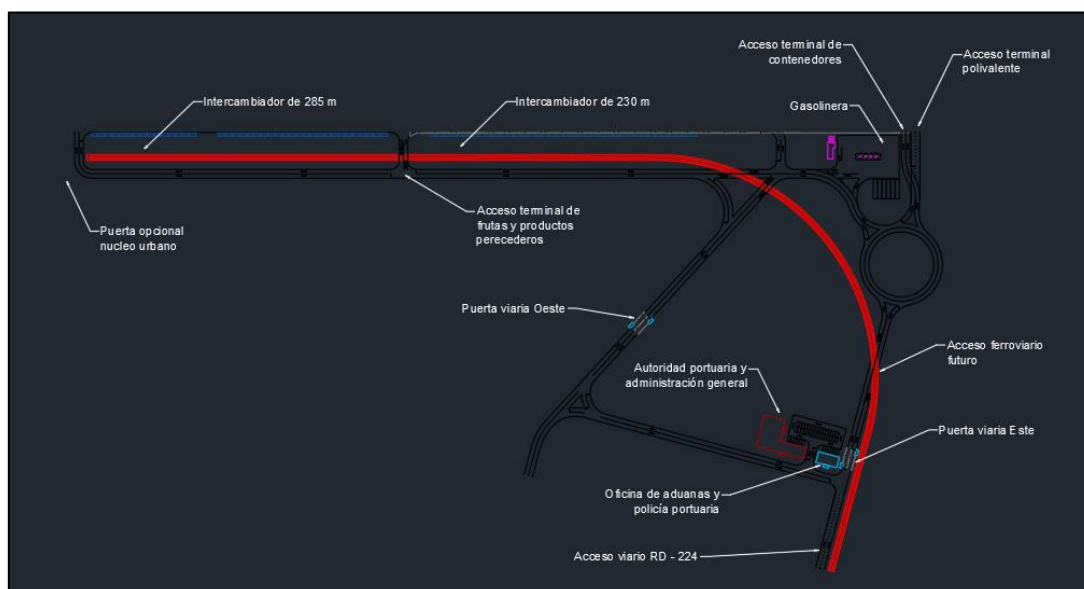 Acceso terminal de
contenedores
Acceso terminal
polivalente
Intercambiador de 285 m
Intercambiador de 230 m
Gasolinera
Puerta opcional
nucleo urbano
Acceso terminal de
frutas y productos
perecederos
Puerta viaria Oeste
Acceso ferroviario
futuro
Autoridad portuaria y
administración general
Puerta viaria Este
Oficina de aduanas y
policía portuaria
Acceso viario RD - 224